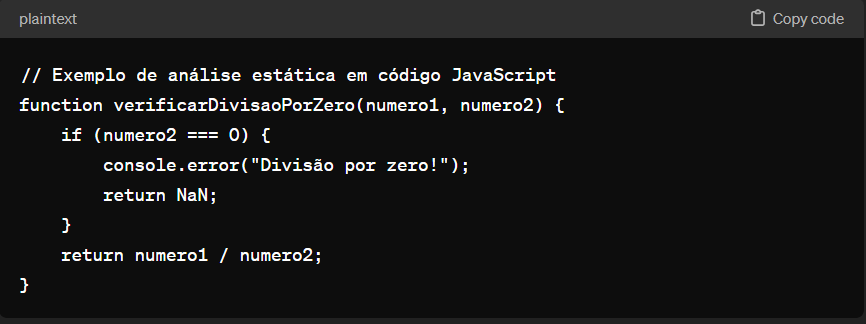 plaintext
Copy code
// Exemplo de análise estática em código JavaScript
function verificarDivisaoPorZero(numero1, numero2) {
    if (numero2 === 0) {
        console.error("Divisão por zero!");
        return NaN;
    }
    return numero1 / numero2;
}